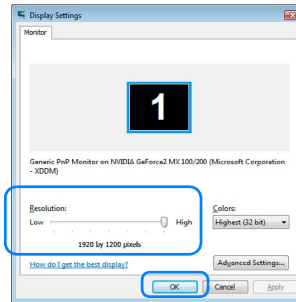 Display Settings
Monitor
1
Generic PnP Monitor on NVIDIA GeForce2 MX 100/200 (Microsoft Corporation
- XDDM)
Resolution:
Low High
1920 by 1200 pixels
Colors:
Highest (32 bit)
How do I get the best display?
Advanced Settings...
OK Cancel Apply